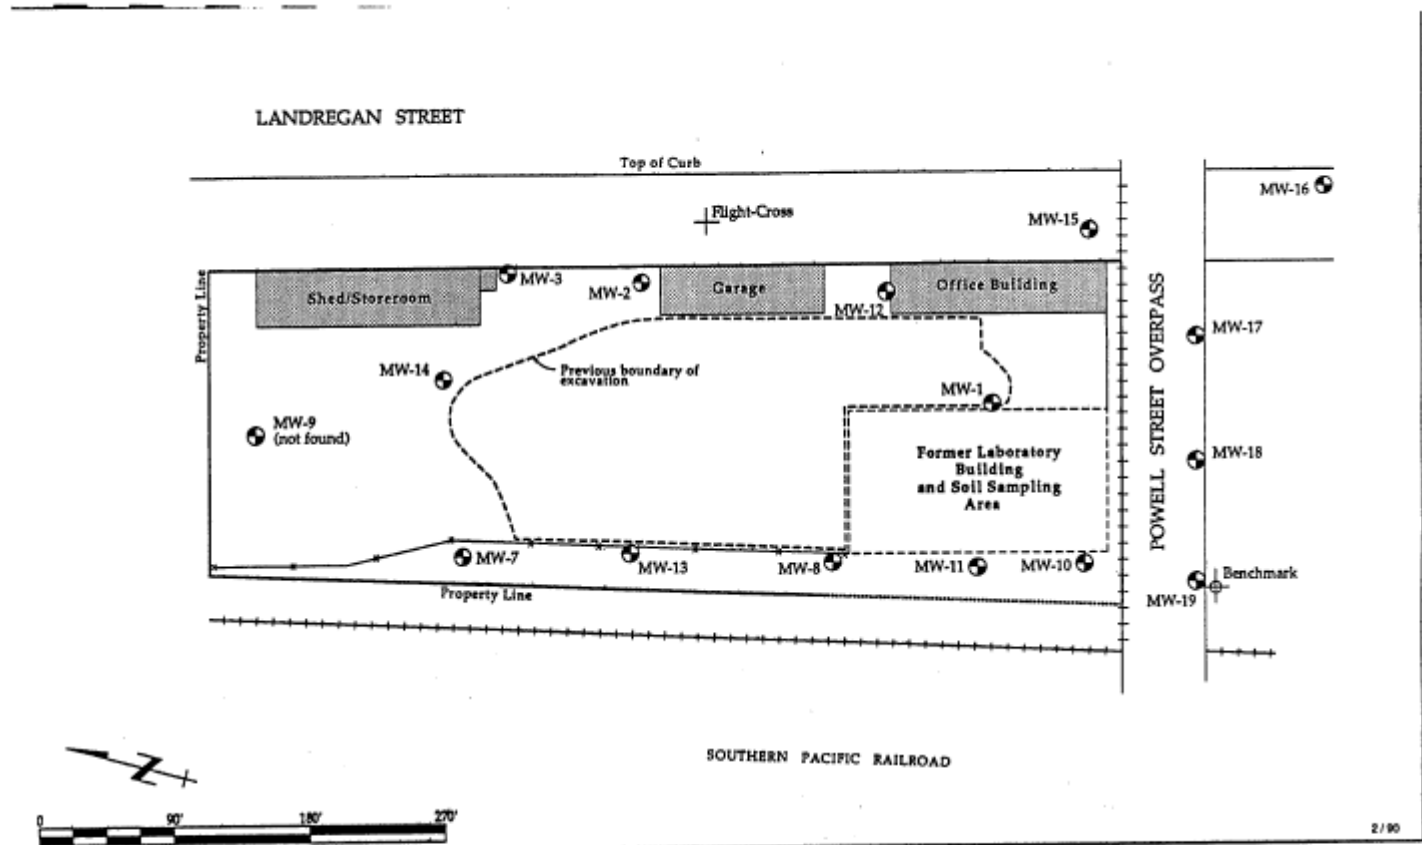 LANDREGAN STREET
Top of Curb
MW-16
Flight-Cross
MW-15
Property Line
Shed/Storeroom
MW-3
MW-2
Garage
MW-12
Office Building
MW-17
MW-14
Previous boundary of
excavation
MW-1
MW-9
(not found)
POWELL STREET OVERPASS
Former Laboratory
Building
and Soil Sampling
Area
MW-18
MW-7
MW-13
MW-8
MW-11
MW-10
Benchmark
MW-19
Property Line
SOUTHERN PACIFIC RAILROAD
N
0
90'
180'
270'
2/90